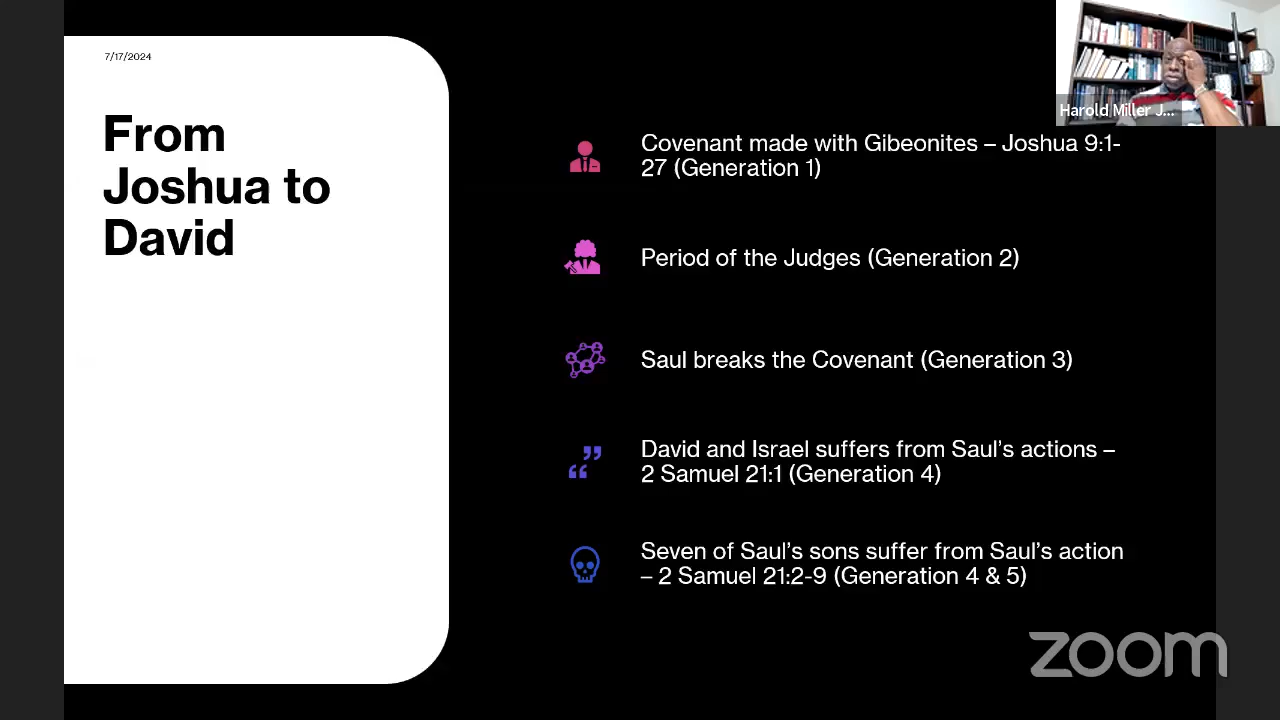 7/17/2024
From
Joshua to
David
Harold Miller J...
Covenant made with Gibeonites – Joshua 9:1-
27 (Generation 1)
Period of the Judges (Generation 2)
Saul breaks the Covenant (Generation 3)
David and Israel suffers from Saul’s actions –
2 Samuel 21:1 (Generation 4)
Seven of Saul’s sons suffer from Saul’s action
– 2 Samuel 21:2-9 (Generation 4 & 5)
zoom